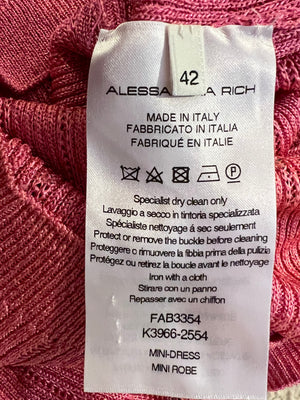 42
ALESSA RICH
MADE IN ITALY
FABBRICATO IN ITALIA
FABRIQUÉ EN ITALIE
Specialist dry clean only
Lavaggio a secco in tintoria specializzata
Spécialiste nettoyage á sec seulement
Protect or remove the buckle before cleaning
Proteggere o rimuovere la fibbia prima della pulizia
Protégez ou retirez la boucle avant le nettoyage
Iron with a cloth
Stirare con un panno
Repasser avec un chiffon
FAB3354
K3966-2554
MINI-DRESS
MINI ROBE